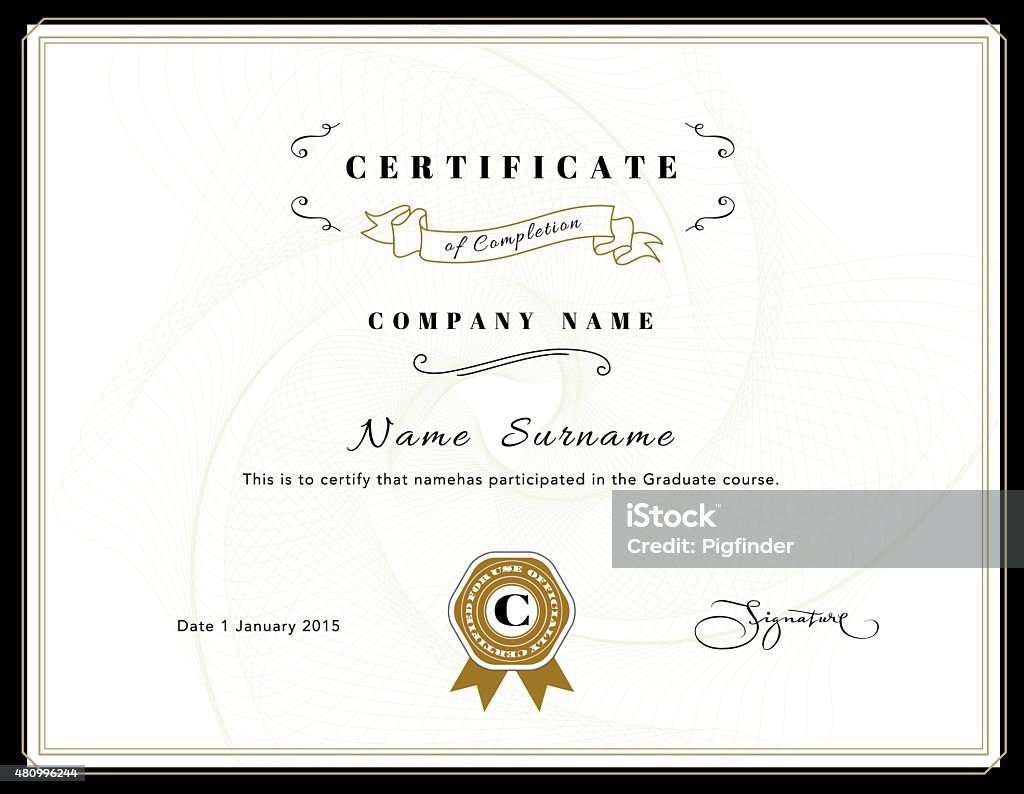 CERTIFICATE
of Completion
COMPANY NAME
Name Surname
This is to certify that namehas participated in the Graduate course.
iStock™
Credit: Pigfinder
OFFICIALLY CERTIFIED FOR USE
C
Date 1 January 2015
Signature
480996244